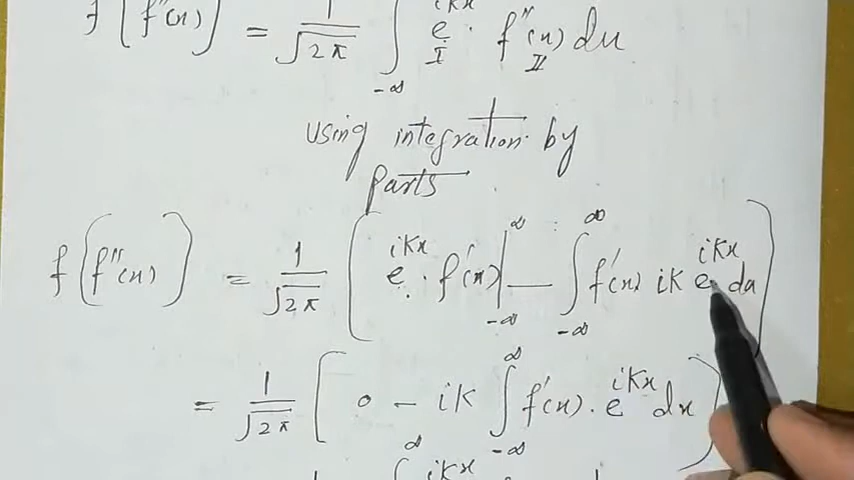 f{f''(x)} = 1/√2π ∫_{-∞} e^{ikx} · f''(x) dx
I II
using integration by
parts
f{f''(x)} = 1/√2π [ e^{ikx} · f'(x) |_{-∞}^{∞} — ∫_{-∞}^{∞} f'(x) ik e^{ikx} dx ]
= 1/√2π [ 0 — ik ∫_{-∞}^{∞} f'(x) · e^{ikx} dx ]